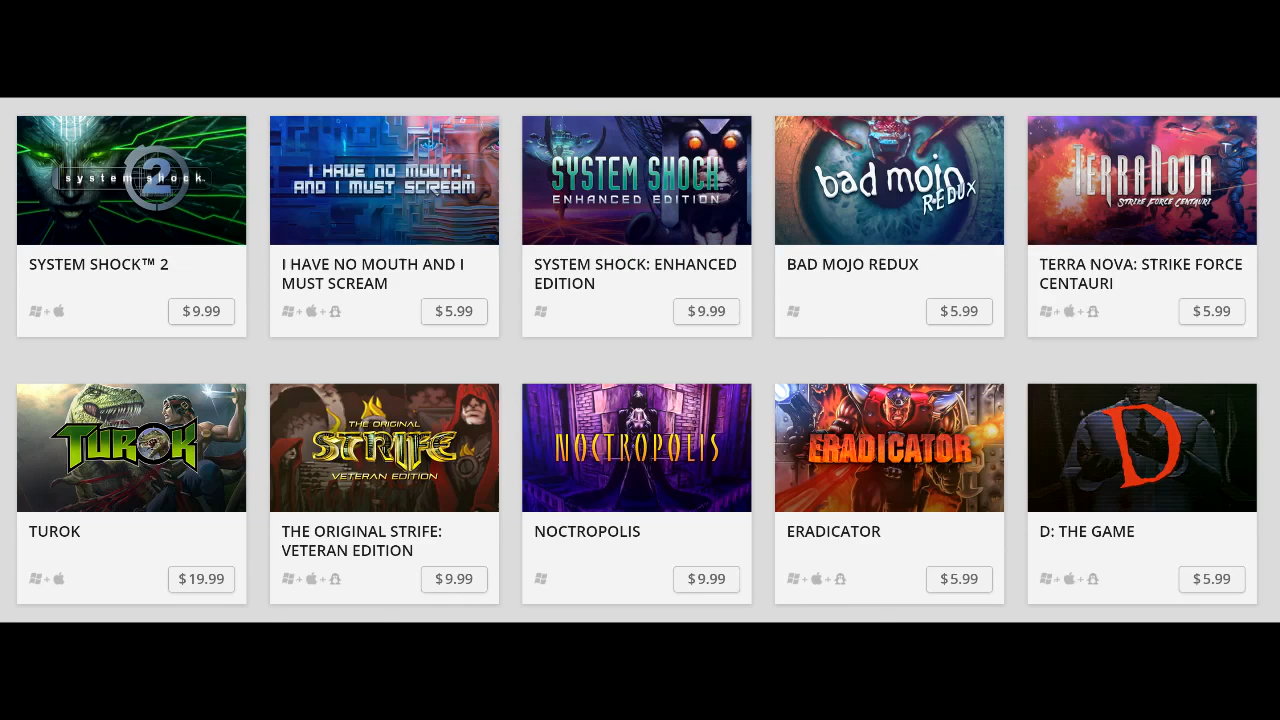 system shock 2
I HAVE NO MOUTH,
AND I MUST SCREAM
SYSTEM SHOCK
ENHANCED EDITION
bad mojo
REDUX
TERRANOVA
STRIKE FORCE CENTAURI
SYSTEM SHOCK™ 2
I HAVE NO MOUTH AND I
MUST SCREAM
SYSTEM SHOCK: ENHANCED
EDITION
BAD MOJO REDUX
TERRA NOVA: STRIKE FORCE
CENTAURI
$9.99
$5.99
$9.99
$5.99
$5.99
TUROK
THE ORIGINAL
STRIFE
VETERAN EDITION
NOCTROPOLIS
ERADICATOR
D
TUROK
THE ORIGINAL STRIFE:
VETERAN EDITION
NOCTROPOLIS
ERADICATOR
D: THE GAME
$19.99
$9.99
$9.99
$5.99
$5.99